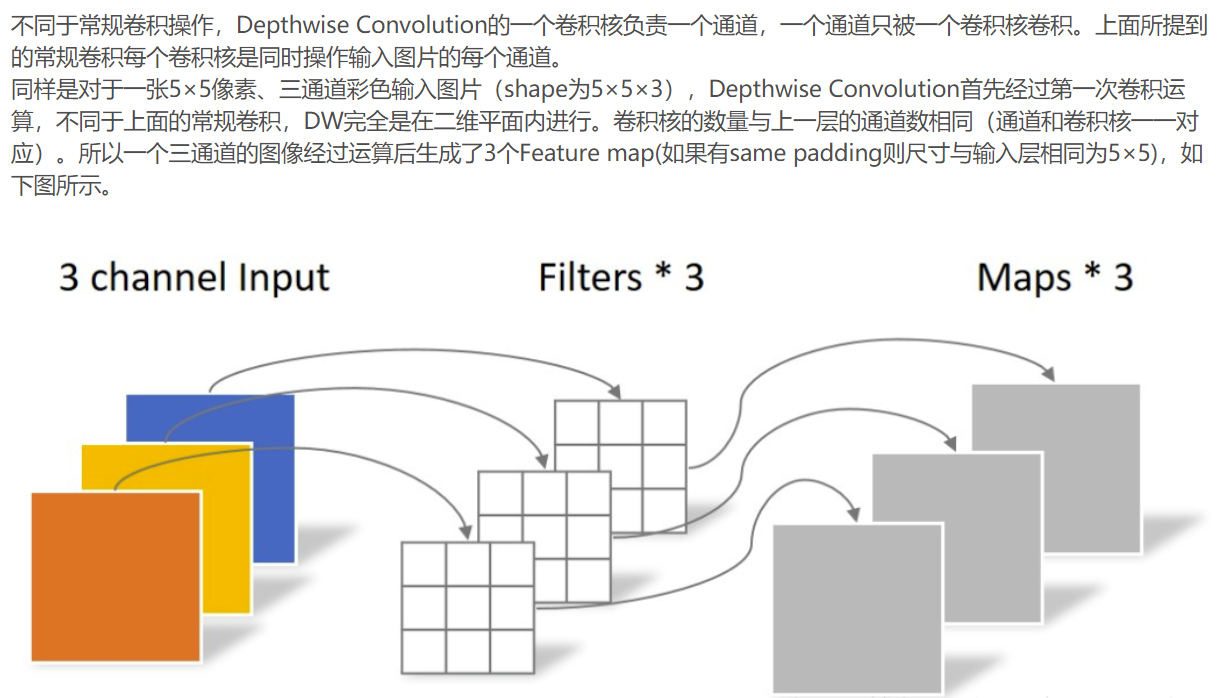 不同于常规卷积操作，Depthwise Convolution的一个卷积核负责一个通道，一个通道只被一个卷积核卷积。上面所提到
的常规卷积每个卷积核是同时操作输入图片的每个通道。
同样是对于一张5×5像素、三通道彩色输入图片（shape为5×5×3），Depthwise Convolution首先经过第一次卷积运
算，不同于上面的常规卷积，DW完全是在二维平面内进行。卷积核的数量与上一层的通道数相同（通道和卷积核一一对
应）。所以一个三通道的图像经过运算后生成了3个Feature map(如果有same padding则尺寸与输入层相同为5×5)，如
下图所示。
3 channel Input
Filters * 3
Maps * 3